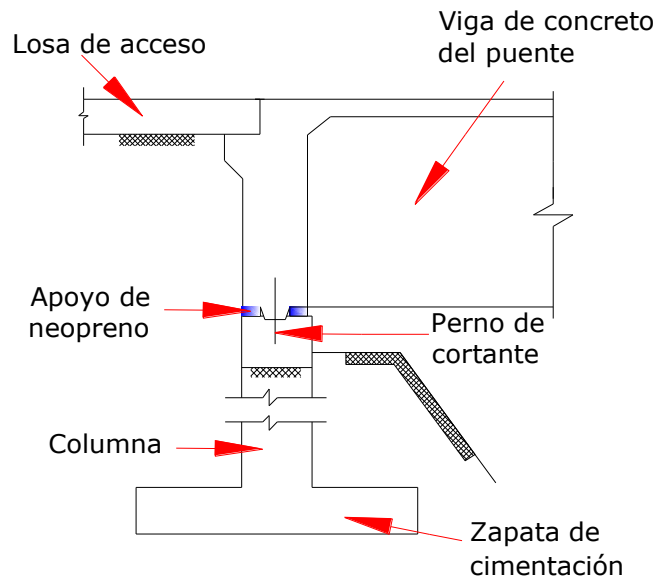 Losa de acceso
Viga de concreto
del puente
Apoyo de
neopreno
Perno de
cortante
Columna
Zapata de
cimentación